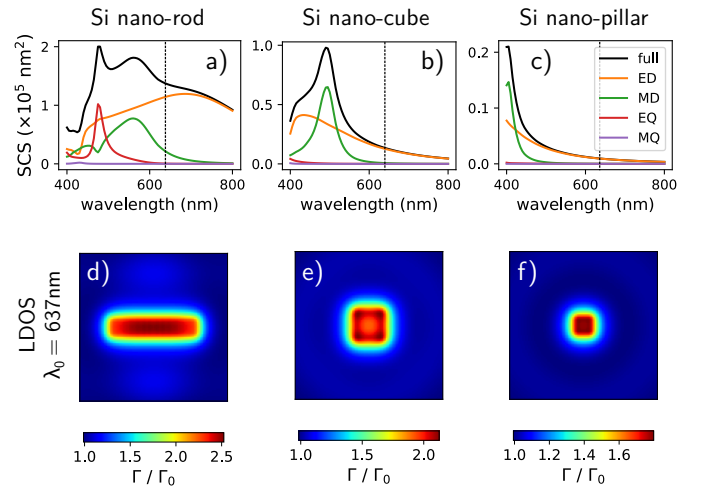 Si nano-rod
Si nano-cube
Si nano-pillar
SCS (×10⁵ nm²)
2
1
0
a)
400
600
800
wavelength (nm)
1.0
0.5
0.0
b)
400
600
800
wavelength (nm)
0.2
0.1
0.0
c)
full
ED
MD
EQ
MQ
400
600
800
wavelength (nm)
LDOS
λ₀ = 637nm
d)
e)
f)
1.0
1.5
2.0
2.5
Γ / Γ₀
1.0
1.5
2.0
Γ / Γ₀
1.0
1.2
1.4
1.6
Γ / Γ₀